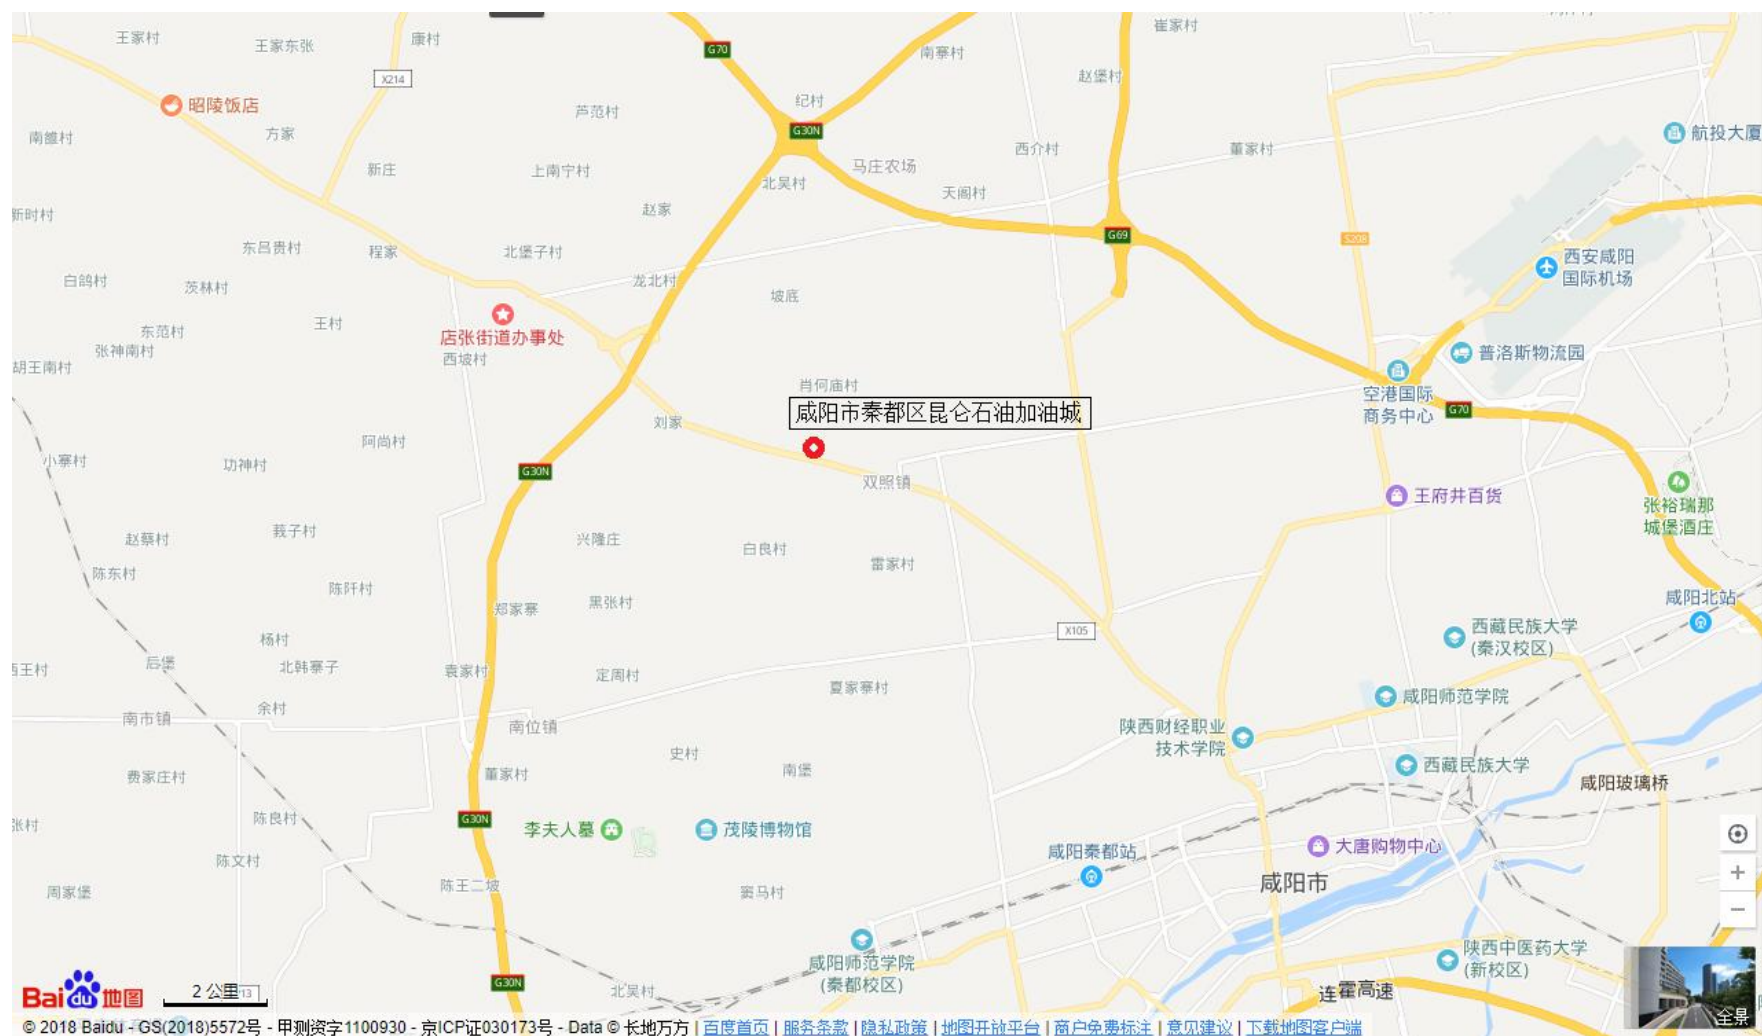 王家村
王家东张
康村
崔家村
G70
南寨村
X214
赵堡村
昭陵饭店
纪村
芦范村
G30N
航投大厦
南雒村
方家
西介村
董家村
新庄
上南宁村
马庄农场
北吴村
天阁村
新时村
赵家
G69
S208
东吕贵村
程家
北堡子村
西安咸阳
国际机场
白鸽村
茨林村
龙北村
坡底
店张街道办事处
王村
东范村
张神南村
西坡村
普洛斯物流园
胡王南村
肖何庙村
空港国际
商务中心
G70
咸阳市秦都区昆仑石油加油城
刘家
阿尚村
小寨村
功神村
G30N
双照镇
王府井百货
张裕瑞那
城堡酒庄
赵蔡村
莪子村
兴隆庄
白良村
雷家村
陈东村
陈阡村
郑家寨
黑张村
咸阳北站
X105
西藏民族大学
(秦汉校区)
杨村
后堡
北韩寨子
袁家村
定周村
夏家寨村
西王村
咸阳师范学院
余村
南市镇
南位镇
陕西财经职业
技术学院
史村
南堡
西藏民族大学
费家庄村
董家村
咸阳玻璃桥
张村
陈良村
G30N
李夫人墓
茂陵博物馆
大唐购物中心
咸阳秦都站
陈文村
周家堡
陈王二坡
窦马村
咸阳市
咸阳师范学院
(秦都校区)
陕西中医药大学
(新校区)
G30N
北吴村
连霍高速
Bai du 地图
2 公里
全景
© 2018 Baidu - GS(2018)5572号 - 甲测资字1100930 - 京ICP证030173号 - Data © 长地万方 | 百度首页 | 服务条款 | 隐私政策 | 地图开放平台 | 商户免费标注 | 意见建议 | 下载地图客户端